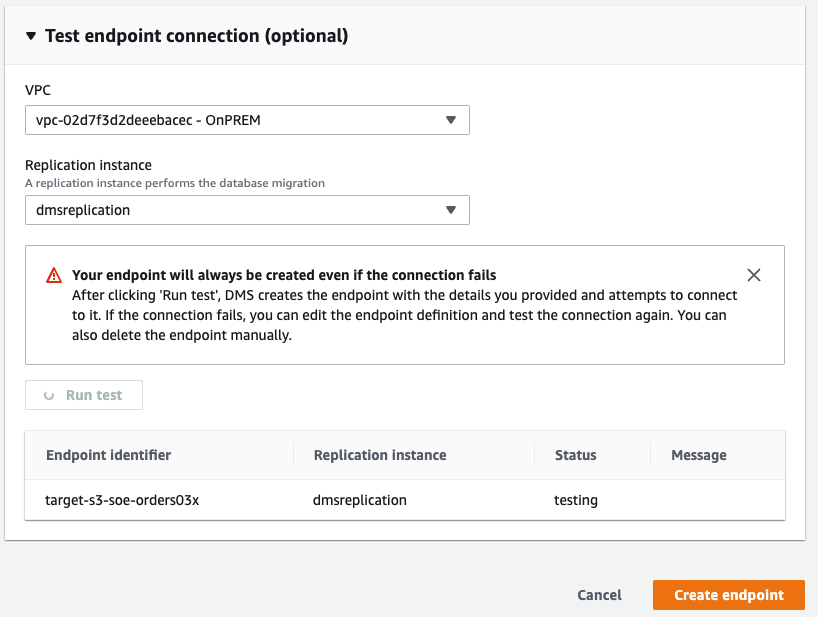 Test endpoint connection (optional)
VPC
vpc-02d7f3d2deeebacec - OnPREM
Replication instance
A replication instance performs the database migration
dmsreplication
Your endpoint will always be created even if the connection fails
After clicking 'Run test', DMS creates the endpoint with the details you provided and attempts to connect
to it. If the connection fails, you can edit the endpoint definition and test the connection again. You can
also delete the endpoint manually.
Run test
Endpoint identifier Replication instance Status Message
target-s3-soe-orders03x dmsreplication testing
Cancel Create endpoint